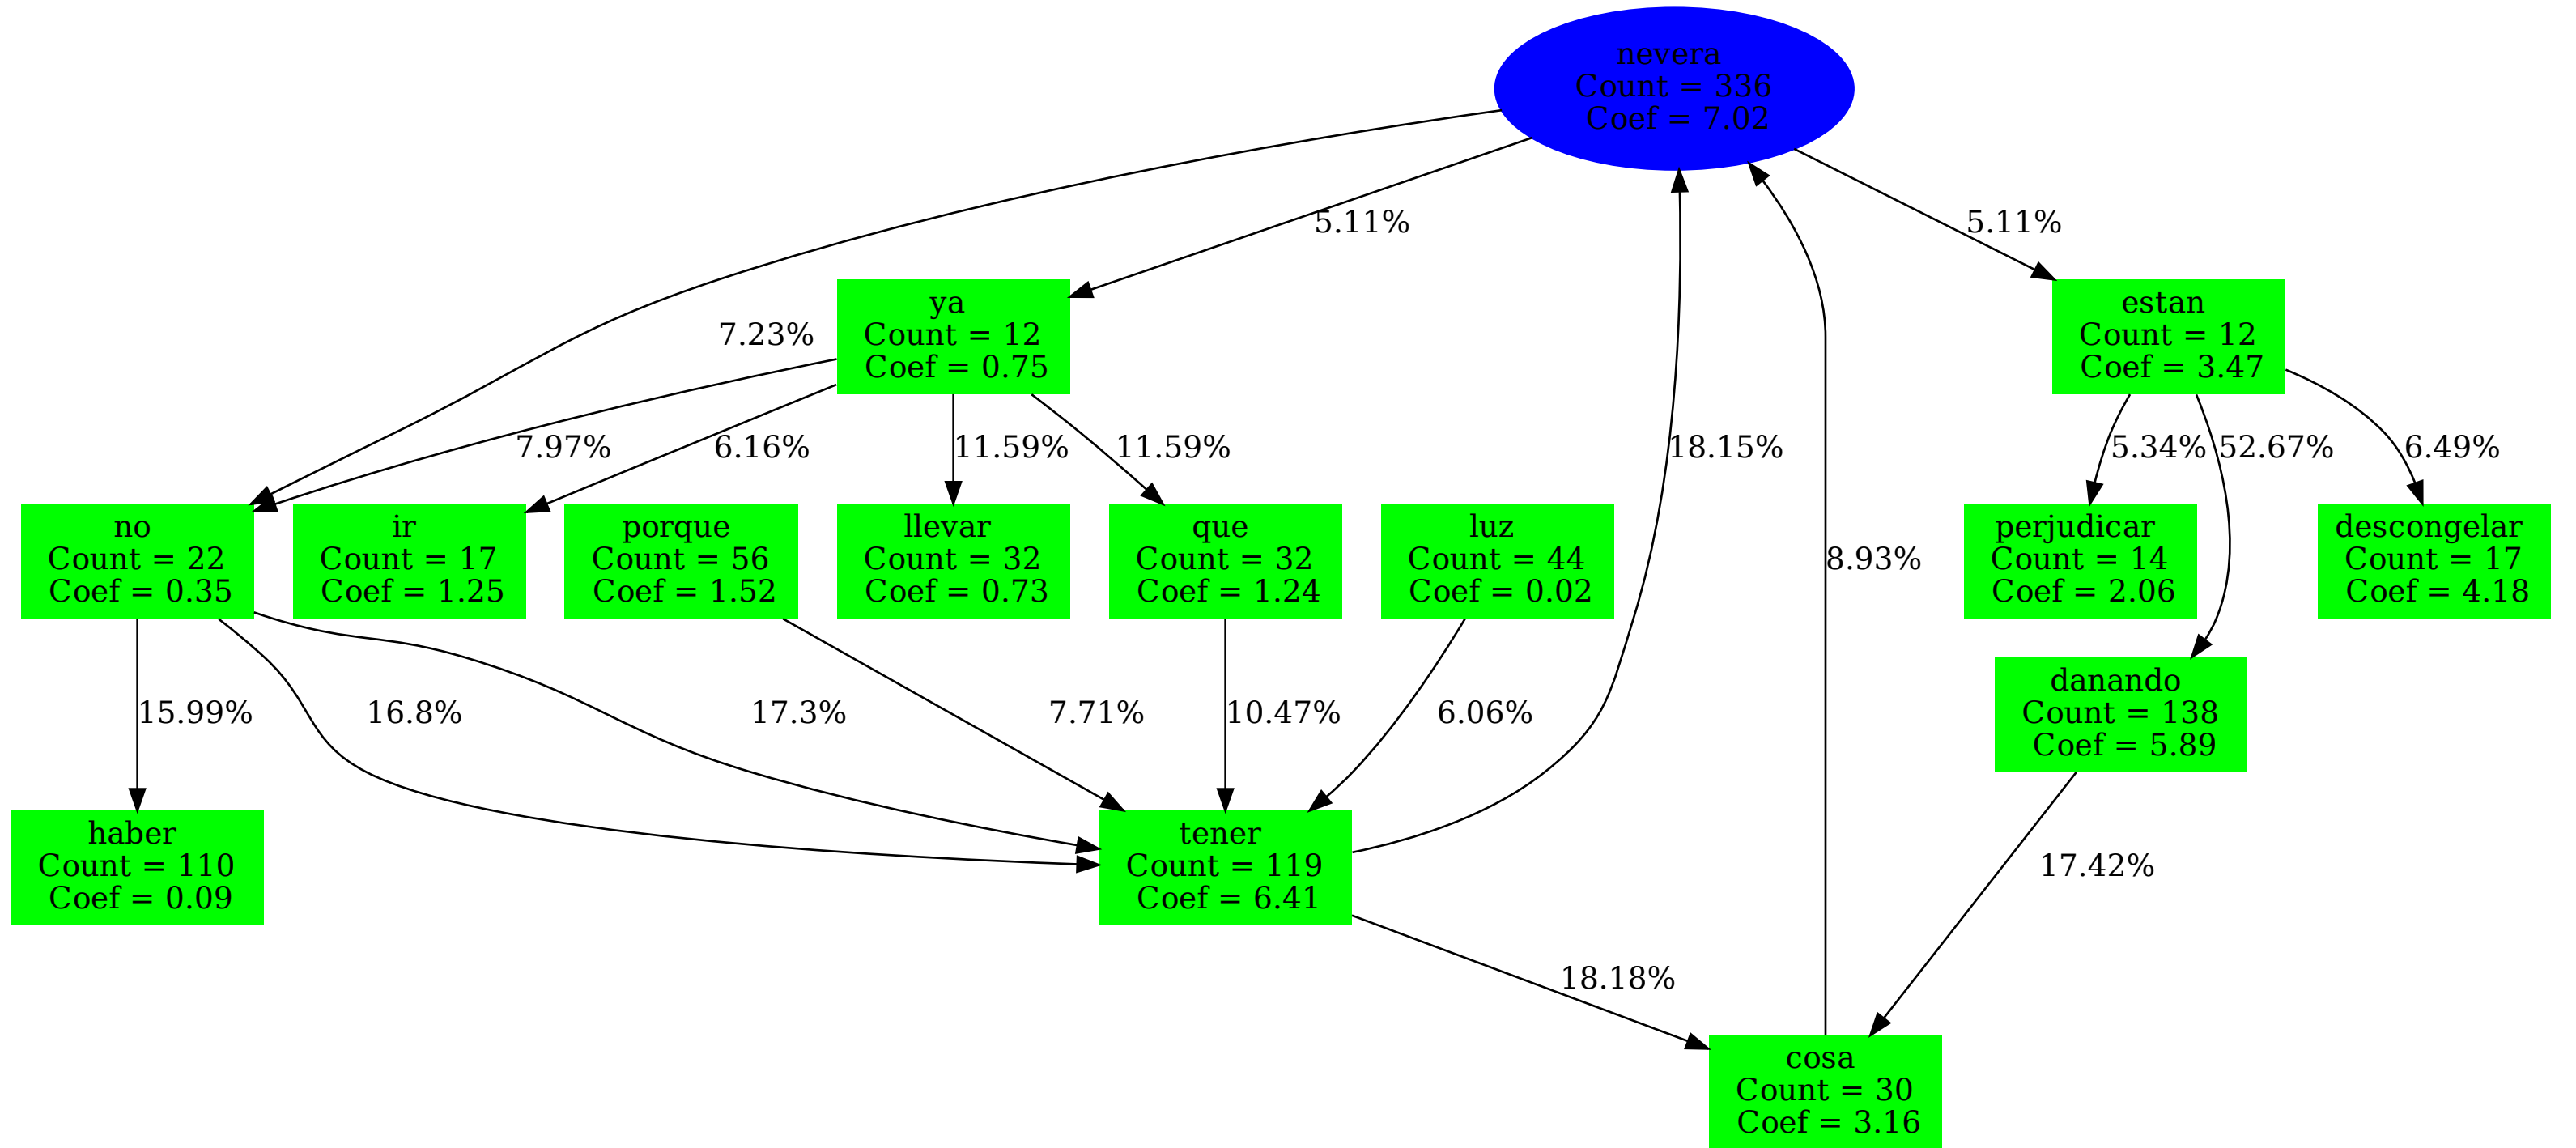 nevera
Count = 336
Coef = 7.02
5.11%
5.11%
ya
Count = 12
Coef = 0.75
estan
Count = 12
Coef = 3.47
7.23%
7.97%
6.16%
11.59%
11.59%
18.15%
5.34%
52.67%
6.49%
no
Count = 22
Coef = 0.35
ir
Count = 17
Coef = 1.25
porque
Count = 56
Coef = 1.52
llevar
Count = 32
Coef = 0.73
que
Count = 32
Coef = 1.24
luz
Count = 44
Coef = 0.02
8.93%
perjudicar
Count = 14
Coef = 2.06
descongelar
Count = 17
Coef = 4.18
15.99%
16.8%
17.3%
7.71%
10.47%
6.06%
danando
Count = 138
Coef = 5.89
haber
Count = 110
Coef = 0.09
tener
Count = 119
Coef = 6.41
17.42%
18.18%
cosa
Count = 30
Coef = 3.16